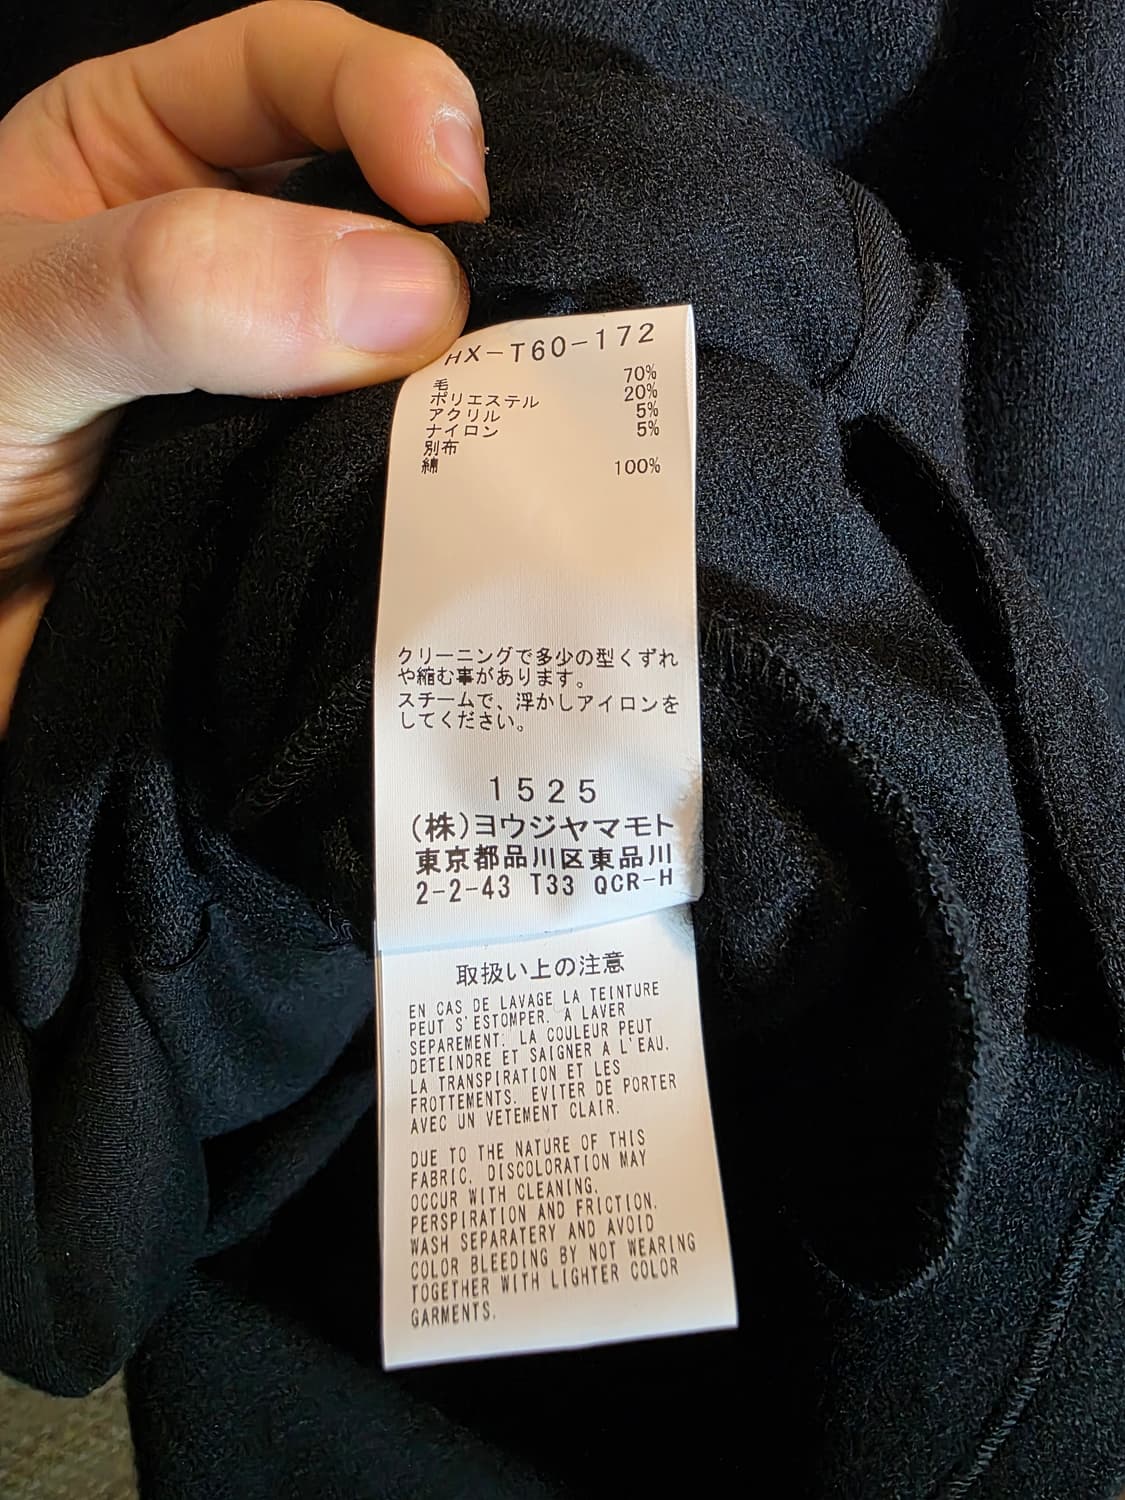 HX-T60-172
毛 70%
ポリエステル 20%
アクリル 5%
ナイロン 5%
別布
綿 100%
クリーニングで多少の型くずれ
や縮む事があります。
スチームで、浮かしアイロンを
してください。
1525
(株)ヨウジヤマモト
東京都品川区東品川
2-2-43 T33 QCR-H
取扱い上の注意
EN CAS DE LAVAGE LA TEINTURE
PEUT S'ESTOMPER. A LAVER
SEPAREMENT. LA COULEUR PEUT
DETEINDRE ET SAIGNER A L'EAU.
LA TRANSPIRATION ET LES
FROTTEMENTS. EVITER DE PORTER
AVEC UN VETEMENT CLAIR.
DUE TO THE NATURE OF THIS
FABRIC, DISCOLORATION MAY
OCCUR WITH CLEANING,
PERSPIRATION AND FRICTION.
WASH SEPARATERY AND AVOID
COLOR BLEEDING BY NOT WEARING
TOGETHER WITH LIGHTER COLOR
GARMENTS.